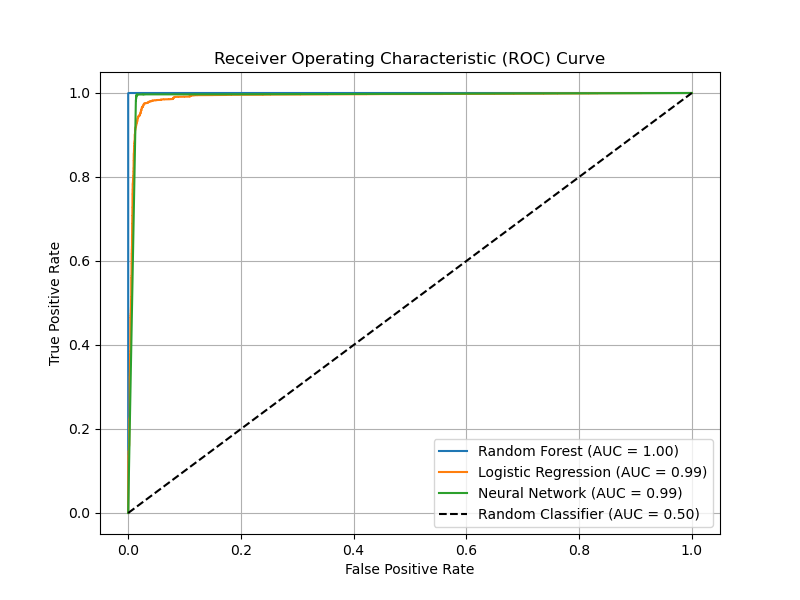 Receiver Operating Characteristic (ROC) Curve
True Positive Rate
1.0
0.8
0.6
0.4
0.2
0.0
Random Forest (AUC = 1.00)
Logistic Regression (AUC = 0.99)
Neural Network (AUC = 0.99)
Random Classifier (AUC = 0.50)
0.0 0.2 0.4 0.6 0.8 1.0
False Positive Rate